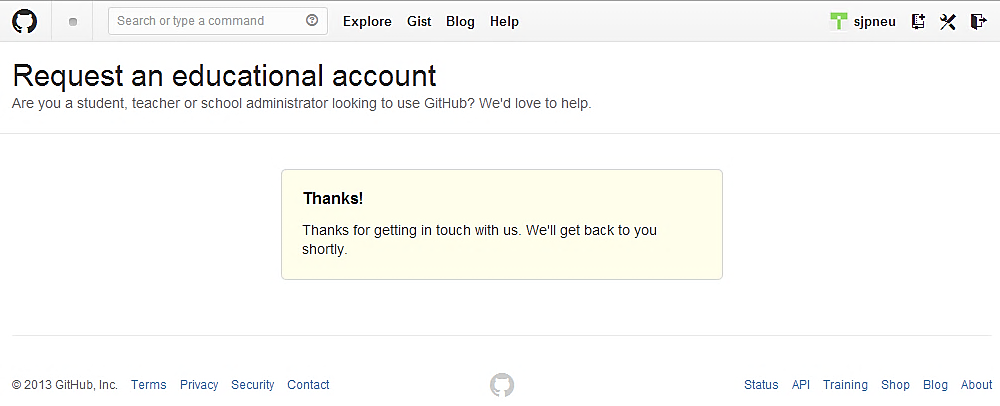 Search or type a command
Explore Gist Blog Help
sjpneu
Request an educational account
Are you a student, teacher or school administrator looking to use GitHub? We'd love to help.
Thanks!
Thanks for getting in touch with us. We'll get back to you
shortly.
© 2013 GitHub, Inc. Terms Privacy Security Contact
Status API Training Shop Blog About